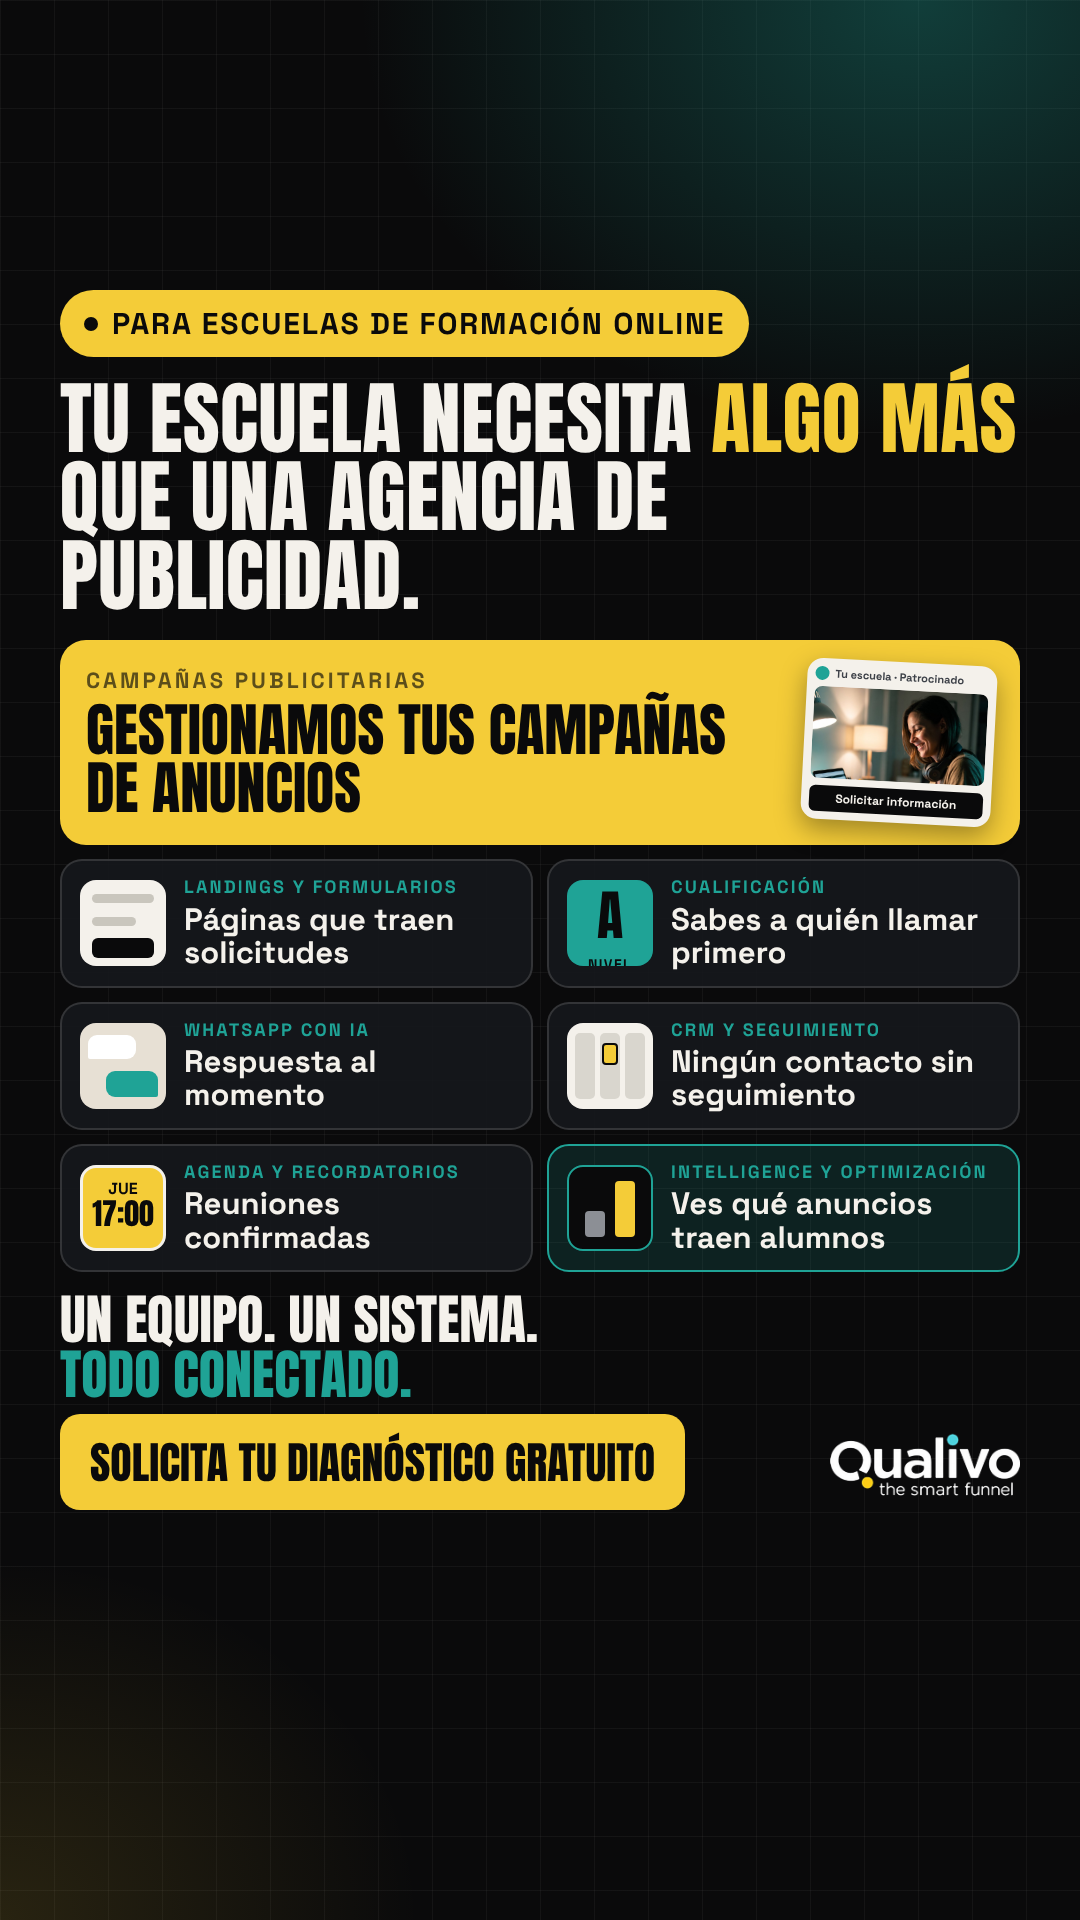 PARA ESCUELAS DE FORMACIÓN ONLINE
TU ESCUELA NECESITA ALGO MÁS
QUE UNA AGENCIA DE
PUBLICIDAD.
CAMPAÑAS PUBLICITARIAS
GESTIONAMOS TUS CAMPAÑAS
DE ANUNCIOS
Tu escuela · Patrocinado
Solicitar información
LANDINGS Y FORMULARIOS
Páginas que traen
solicitudes
A
NIVEL
CUALIFICACIÓN
Sabes a quién llamar
primero
WHATSAPP CON IA
Respuesta al
momento
CRM Y SEGUIMIENTO
Ningún contacto sin
seguimiento
JUE
17:00
AGENDA Y RECORDATORIOS
Reuniones
confirmadas
INTELLIGENCE Y OPTIMIZACIÓN
Ves qué anuncios
traen alumnos
UN EQUIPO. UN SISTEMA.
TODO CONECTADO.
SOLICITA TU DIAGNÓSTICO GRATUITO
Qualivo
the smart funnel